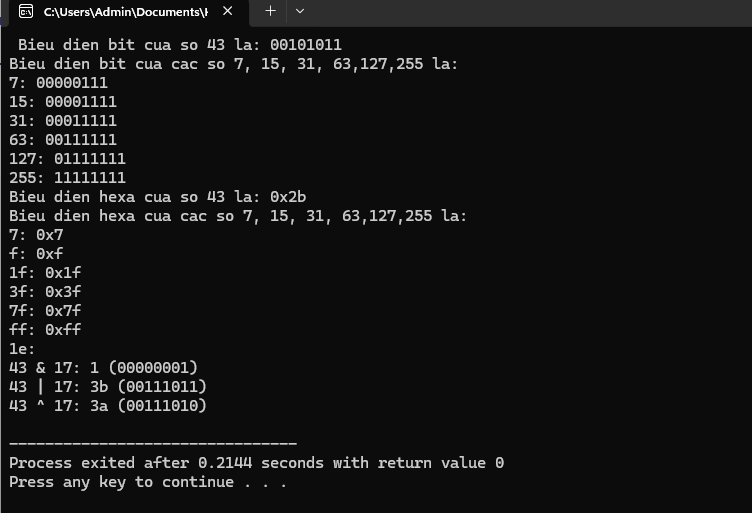 C:\Users\Admin\Documents\
Bieu dien bit cua so 43 la: 00101011
Bieu dien bit cua cac so 7, 15, 31, 63,127,255 la:
7: 00000111
15: 00001111
31: 00011111
63: 00111111
127: 01111111
255: 11111111
Bieu dien hexa cua so 43 la: 0x2b
Bieu dien hexa cua cac so 7, 15, 31, 63,127,255 la:
7: 0x7
f: 0xf
1f: 0x1f
3f: 0x3f
7f: 0x7f
ff: 0xff
1e:
43 & 17: 1 (00000001)
43 | 17: 3b (00111011)
43 ^ 17: 3a (00111010)
--------------------------------
Process exited after 0.2144 seconds with return value 0
Press any key to continue . . .